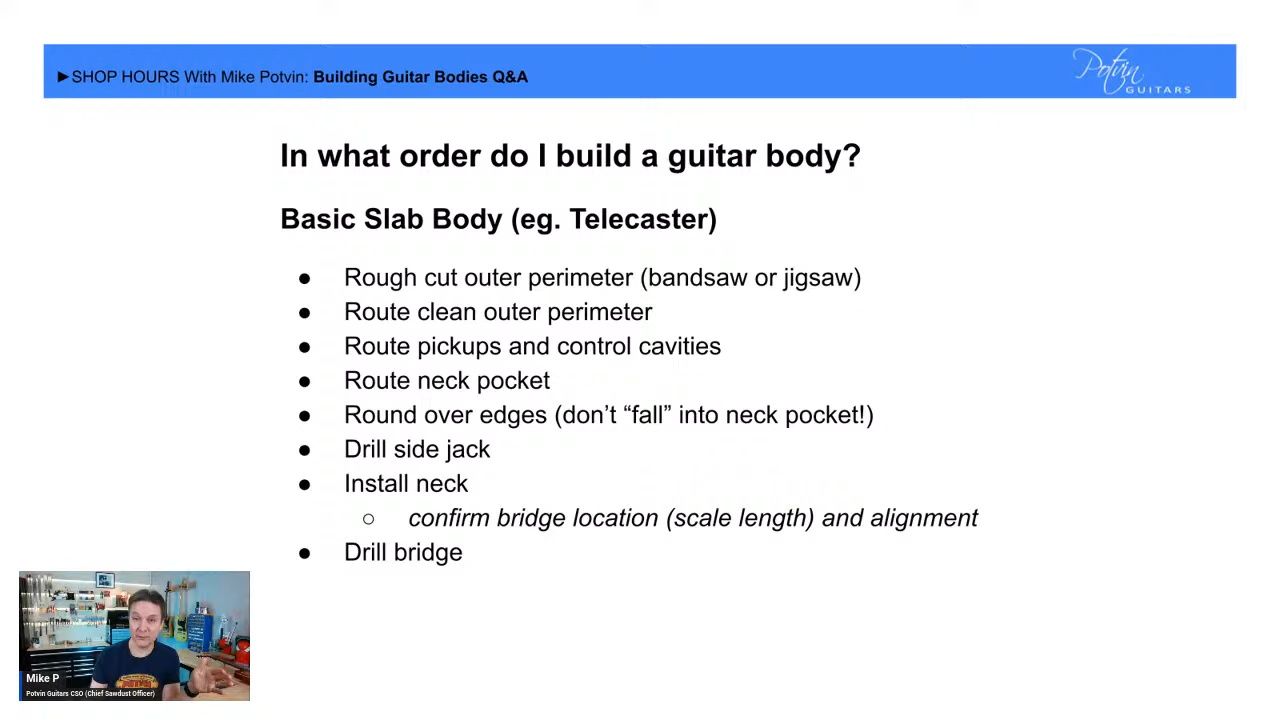 ►SHOP HOURS With Mike Potvin: Building Guitar Bodies Q&A
Potvin
GUITARS
In what order do I build a guitar body?
Basic Slab Body (eg. Telecaster)
● Rough cut outer perimeter (bandsaw or jigsaw)
● Route clean outer perimeter
● Route pickups and control cavities
● Route neck pocket
● Round over edges (don’t “fall” into neck pocket!)
● Drill side jack
● Install neck
○ confirm bridge location (scale length) and alignment
● Drill bridge
Mike P
Potvin Guitars CSO (Chief Sawdust Officer)